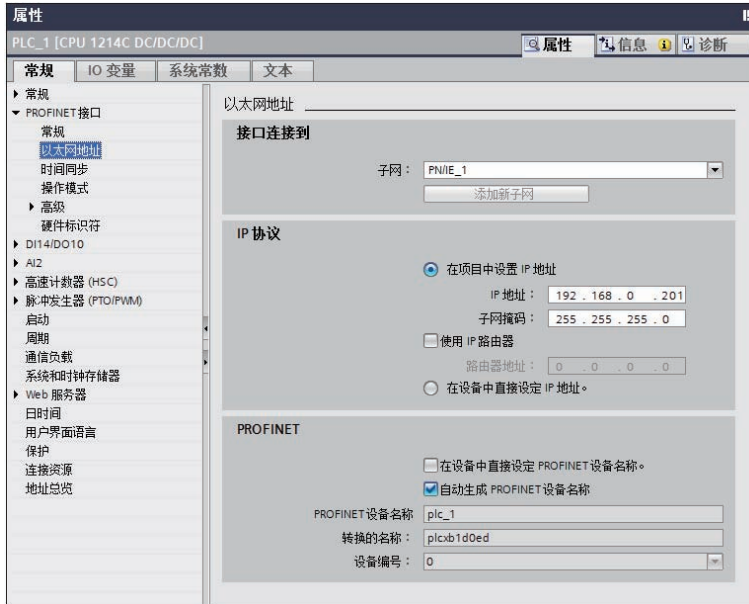 属性
PLC_1 [CPU 1214C DC/DC/DC]
属性 信息 诊断
常规 IO 变量 系统常数 文本
常规
PROFINET接口
常规
以太网地址
时间同步
操作模式
高级
硬件标识符
DI14/DO10
AI2
高速计数器 (HSC)
脉冲发生器 (PTO/PWM)
启动
周期
通信负载
系统和时钟存储器
Web 服务器
日时间
用户界面语言
保护
连接资源
地址总览
以太网地址
接口连接到
子网: PN/IE_1
添加新子网
IP 协议
在项目中设置 IP 地址
IP 地址: 192 . 168 . 0 . 201
子网掩码: 255 . 255 . 255 . 0
使用 IP 路由器
路由器地址: 0 . 0 . 0 . 0
在设备中直接设定 IP 地址。
PROFINET
在设备中直接设定 PROFINET 设备名称。
自动生成 PROFINET 设备名称
PROFINET 设备名称 plc_1
转换的名称: plcxb1d0ed
设备编号: 0